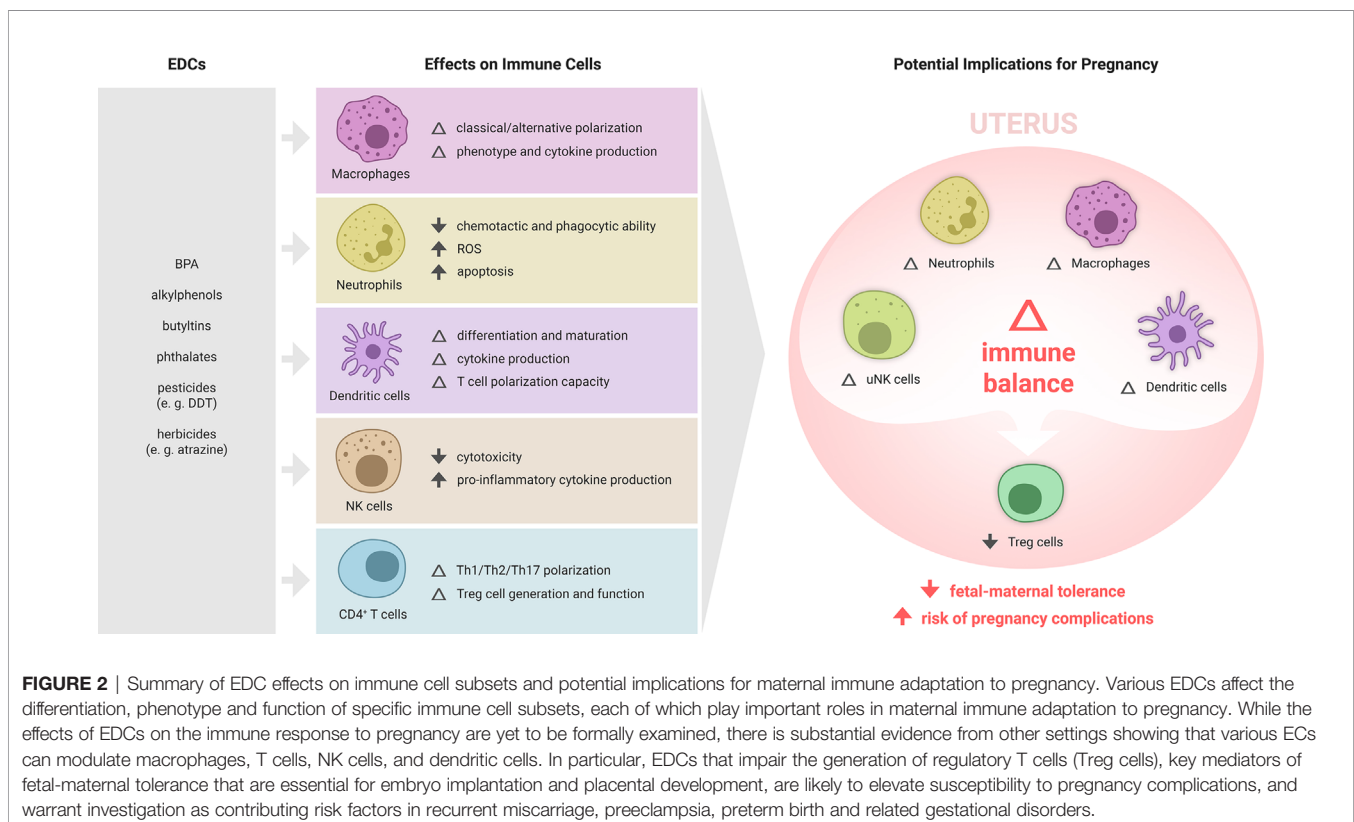 EDCs
BPA
alkylphenols
butyltins
phthalates
pesticides
(e. g. DDT)
herbicides
(e. g. atrazine)
Effects on Immune Cells
Macrophages
△ classical/alternative polarization
△ phenotype and cytokine production
Neutrophils
↓ chemotactic and phagocytic ability
↑ ROS
↑ apoptosis
Dendritic cells
△ differentiation and maturation
△ cytokine production
△ T cell polarization capacity
NK cells
↓ cytotoxicity
↑ pro-inflammatory cytokine production
CD4⁺ T cells
△ Th1/Th2/Th17 polarization
△ Treg cell generation and function
Potential Implications for Pregnancy
UTERUS
△ Neutrophils
△ Macrophages
△ uNK cells
△ immune
balance
△ Dendritic cells
↓ Treg cells
↓ fetal-maternal tolerance
↑ risk of pregnancy complications
FIGURE 2 | Summary of EDC effects on immune cell subsets and potential implications for maternal immune adaptation to pregnancy. Various EDCs affect the
differentiation, phenotype and function of specific immune cell subsets, each of which play important roles in maternal immune adaptation to pregnancy. While the
effects of EDCs on the immune response to pregnancy are yet to be formally examined, there is substantial evidence from other settings showing that various ECs
can modulate macrophages, T cells, NK cells, and dendritic cells. In particular, EDCs that impair the generation of regulatory T cells (Treg cells), key mediators of
fetal-maternal tolerance that are essential for embryo implantation and placental development, are likely to elevate susceptibility to pregnancy complications, and
warrant investigation as contributing risk factors in recurrent miscarriage, preeclampsia, preterm birth and related gestational disorders.